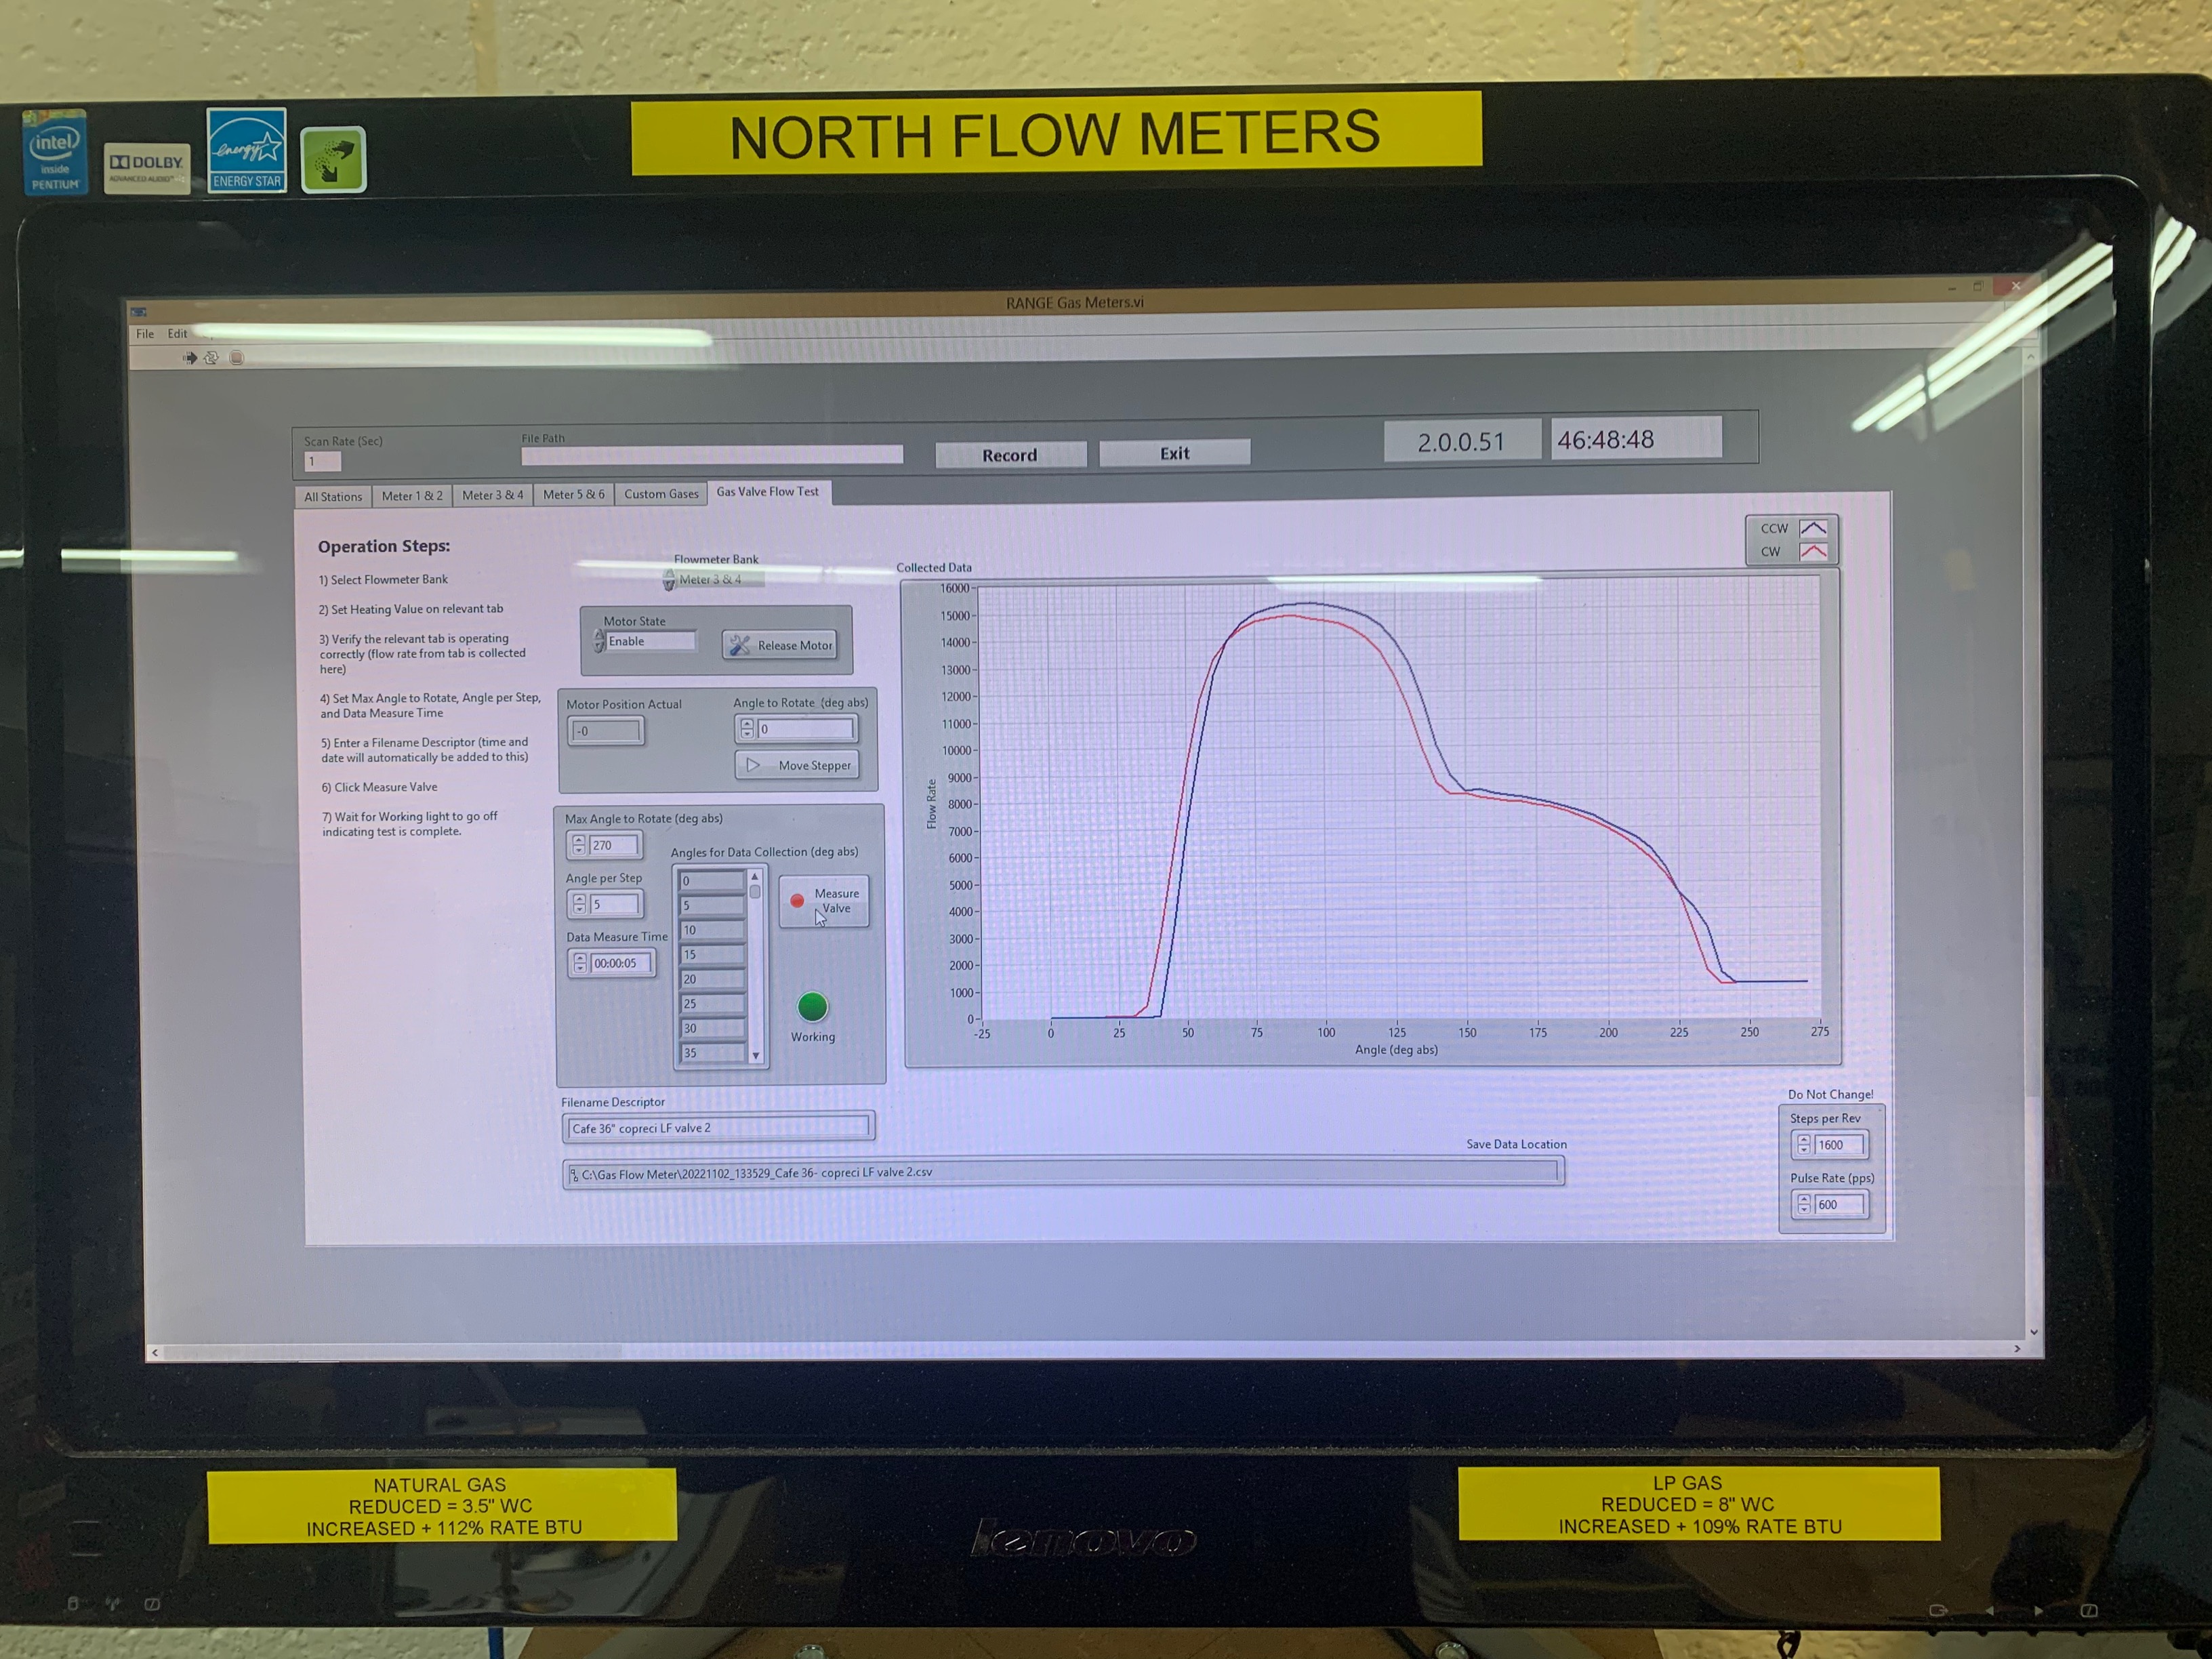 intel
inside
PENTIUM
DOLBY
ADVANCED AUDIO
energy
ENERGY STAR
NORTH FLOW METERS
RANGE Gas Meters.vi
File Edit
Scan Rate (Sec)
1
File Path
Record
Exit
2.0.0.51
46:48:48
All Stations
Meter 1 & 2
Meter 3 & 4
Meter 5 & 6
Custom Gases
Gas Valve Flow Test
Operation Steps:
1) Select Flowmeter Bank
2) Set Heating Value on relevant tab
3) Verify the relevant tab is operating
correctly (flow rate from tab is collected
here)
4) Set Max Angle to Rotate, Angle per Step,
and Data Measure Time
5) Enter a Filename Descriptor (time and
date will automatically be added to this)
6) Click Measure Valve
7) Wait for Working light to go off
indicating test is complete.
Flowmeter Bank
Meter 3 & 4
Motor State
Enable
Release Motor
Motor Position Actual
-0
Angle to Rotate (deg abs)
0
Move Stepper
Max Angle to Rotate (deg abs)
270
Angle per Step
5
Data Measure Time
00:00:05
Angles for Data Collection (deg abs)
0
5
10
15
20
25
30
35
Measure
Valve
Working
Filename Descriptor
Cafe 36" copreci LF valve 2
Save Data Location
C:\Gas Flow Meter\20221102_133529_Cafe 36- copreci LF valve 2.csv
CCW
CW
Collected Data
Flow Rate
16000
15000
14000
13000
12000
11000
10000
9000
8000
7000
6000
5000
4000
3000
2000
1000
0
-25 0 25 50 75 100 125 150 175 200 225 250 275
Angle (deg abs)
Do Not Change!
Steps per Rev
1600
Pulse Rate (pps)
600
NATURAL GAS
REDUCED = 3.5" WC
INCREASED + 112% RATE BTU
lenovo
LP GAS
REDUCED = 8" WC
INCREASED + 109% RATE BTU